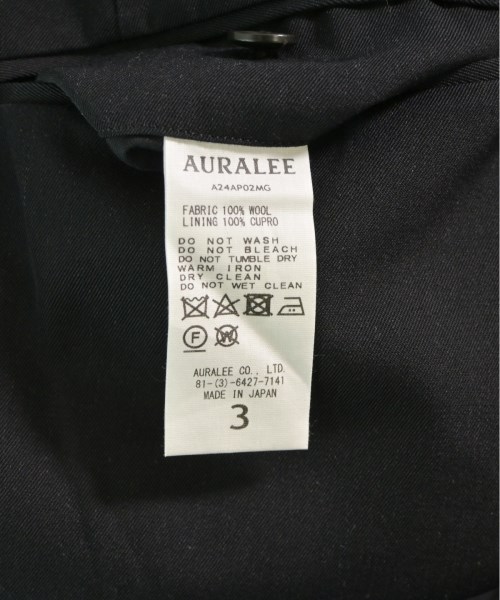 AURALEE
A24AP02MG
FABRIC 100% WOOL
LINING 100% CUPRO
DO NOT WASH
DO NOT BLEACH
DO NOT TUMBLE DRY
WARM IRON
DRY CLEAN
DO NOT WET CLEAN
F W
AURALEE CO., LTD.
81-(3)-6427-7141
MADE IN JAPAN
3